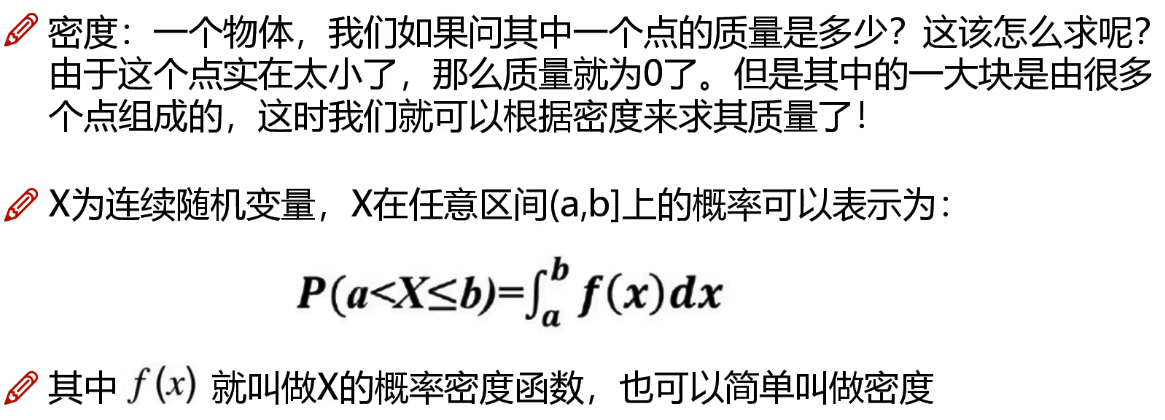 密度：一个物体，我们如果问其中一个点的质量是多少？这该怎么求呢？
由于这个点实在太小了，那么质量就为0了。但是其中的一大块是由很多
个点组成的，这时我们就可以根据密度来求其质量了！
X为连续随机变量，X在任意区间(a,b]上的概率可以表示为：
P(a<X≤b)=∫_a^b f(x)dx
其中 f(x) 就叫做X的概率密度函数，也可以简单叫做密度